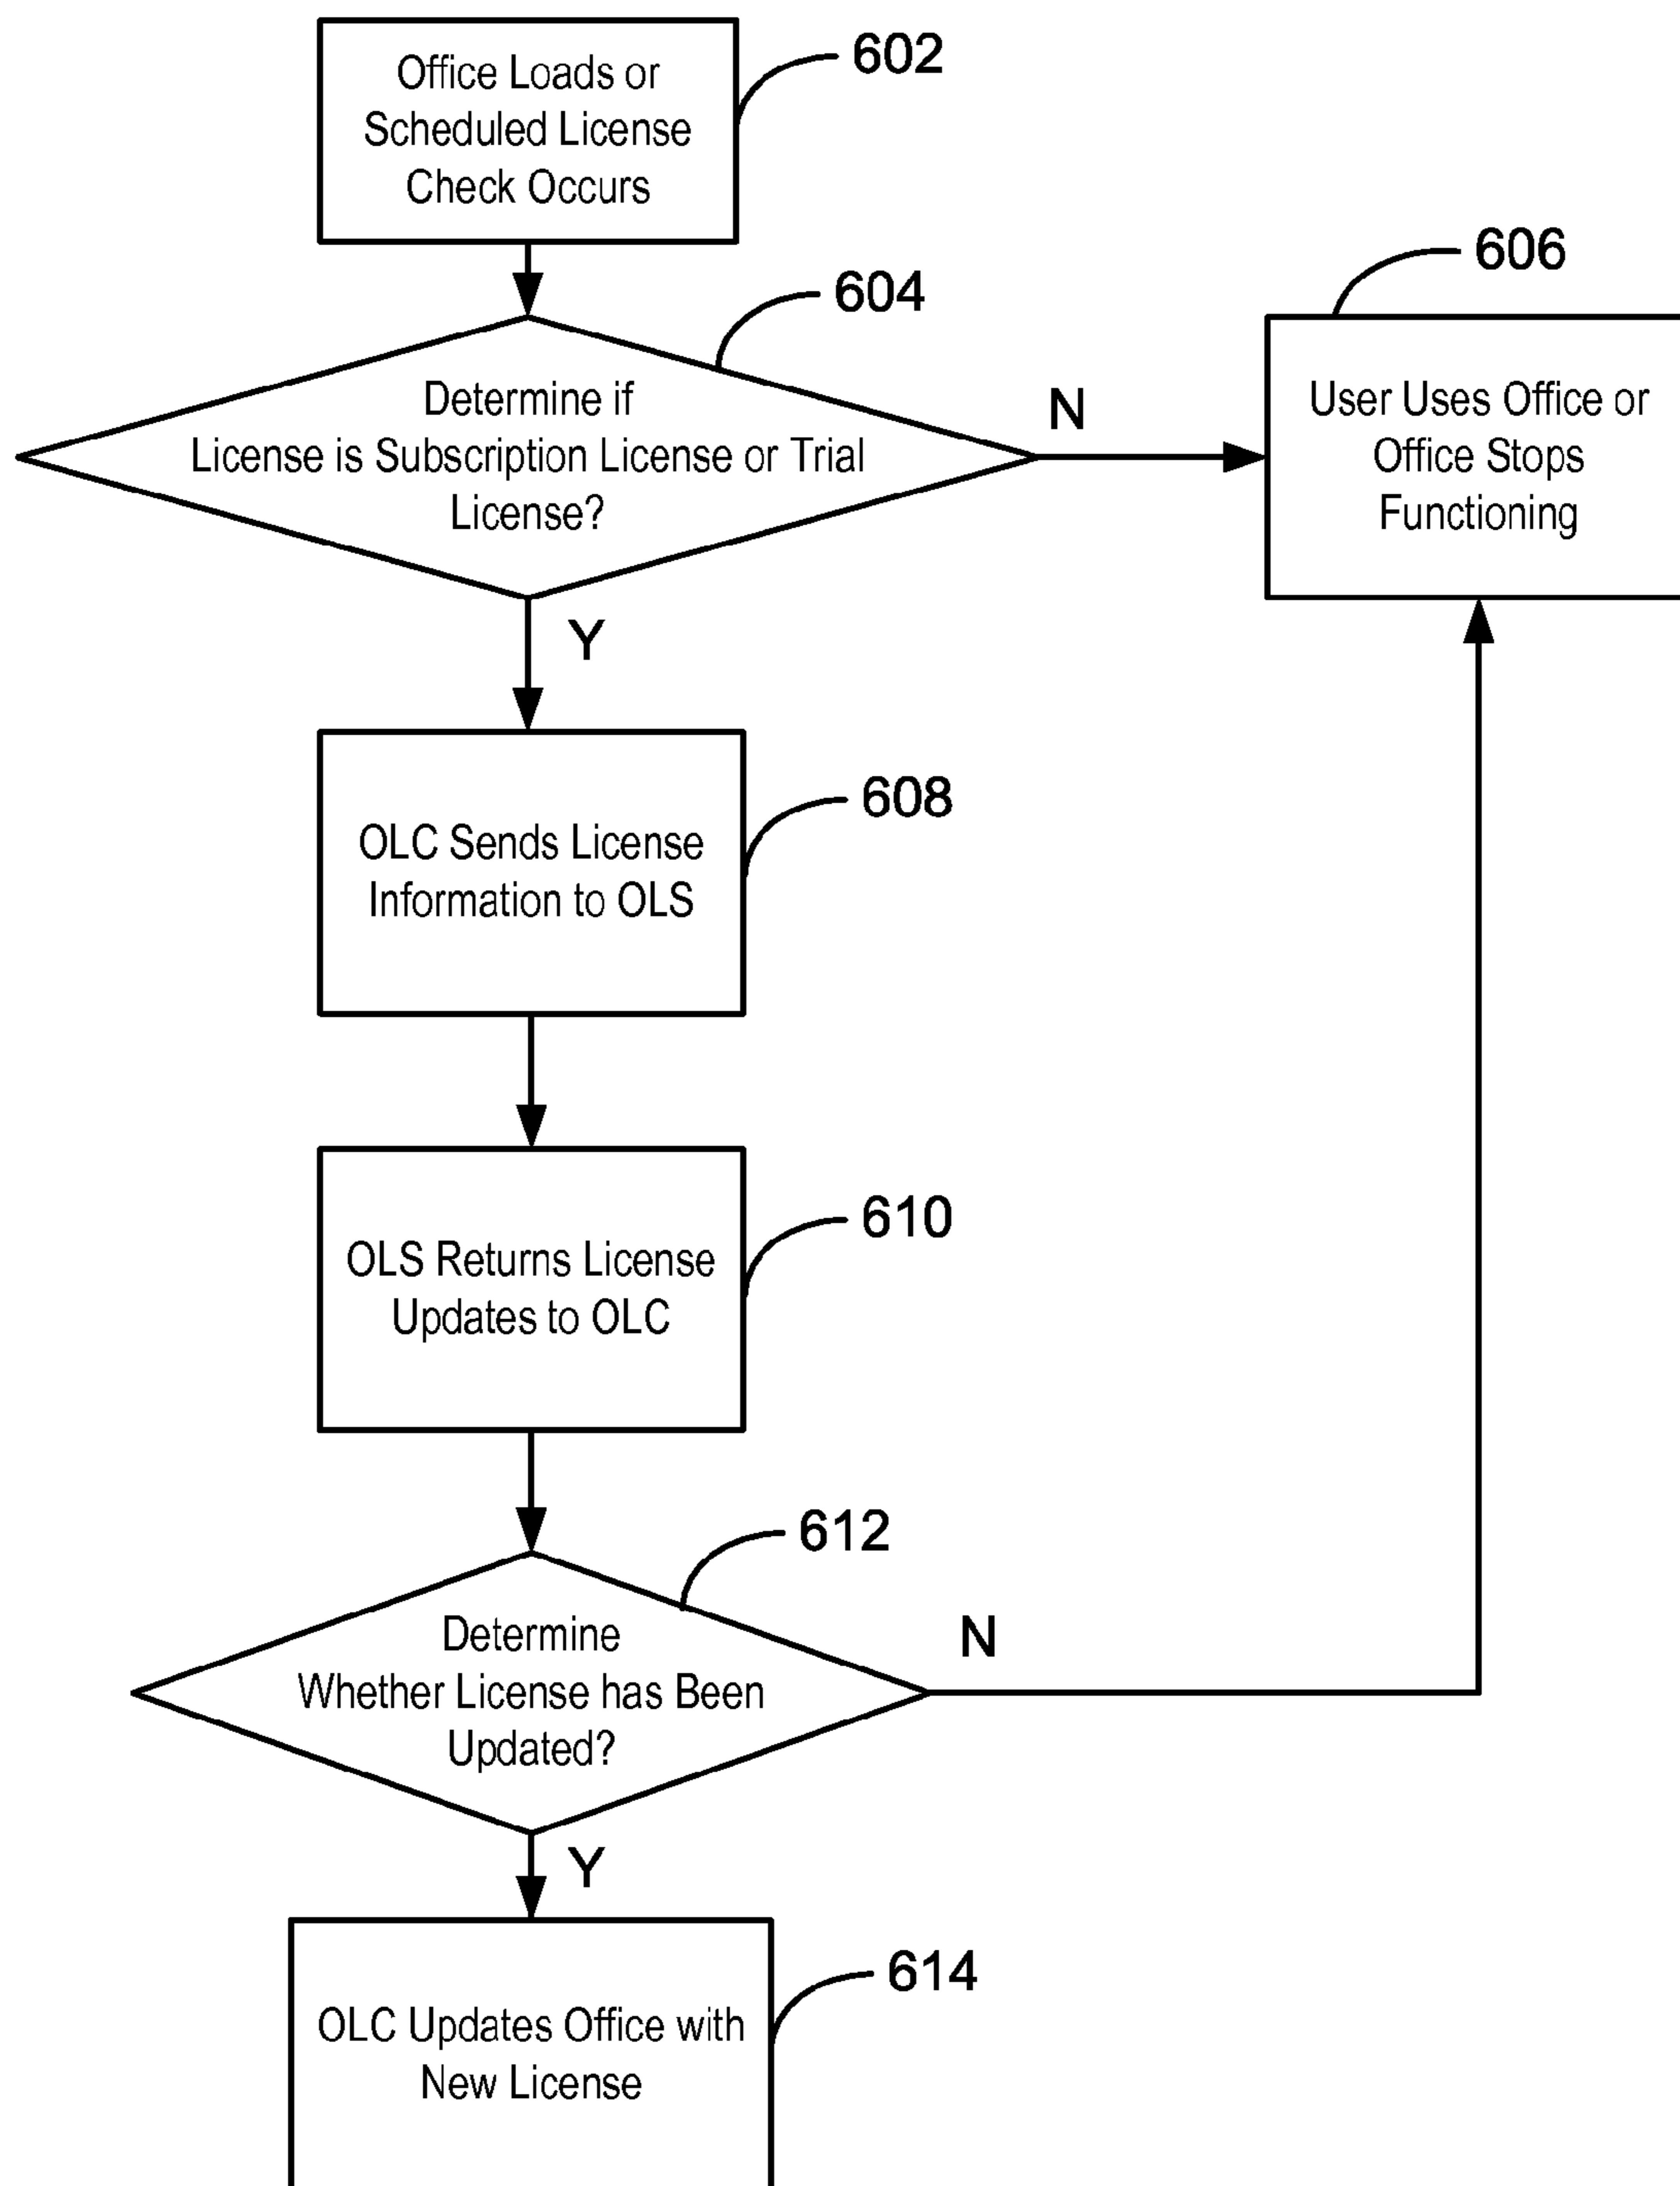 Office Loads or
Scheduled License
Check Occurs
602
604
Determine if
License is Subscription License or Trial
License?
N
606
User Uses Office or
Office Stops
Functioning
Y
OLC Sends License
Information to OLS
608
OLS Returns License
Updates to OLC
610
612
Determine
Whether License has Been
Updated?
N
Y
OLC Updates Office with
New License
614